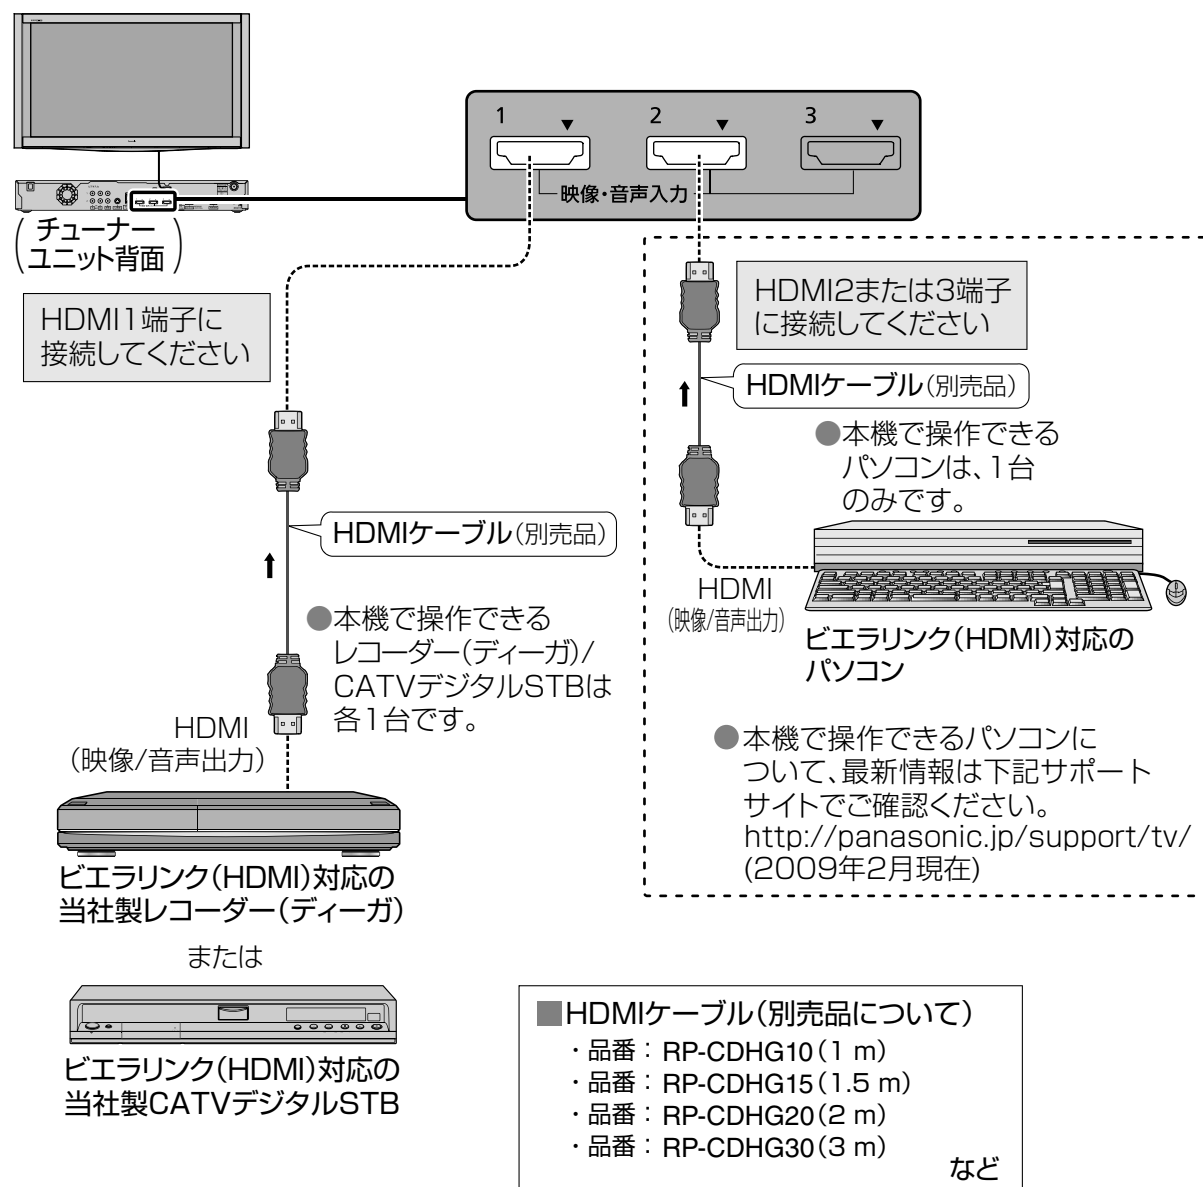 1
2
3
映像・音声入力
チューナー
ユニット背面
HDMI1端子に
接続してください
HDMI2または3端子
に接続してください
HDMIケーブル(別売品)
●本機で操作できる
パソコンは、1台
のみです。
HDMI
(映像/音声出力)
ビエラリンク(HDMI)対応の
パソコン
●本機で操作できるパソコンに
ついて、最新情報は下記サポート
サイトでご確認ください。
http://panasonic.jp/support/tv/
(2009年2月現在)
HDMIケーブル(別売品)
●本機で操作できる
レコーダー(ディーガ)/
CATVデジタルSTBは
各1台です。
HDMI
(映像/音声出力)
ビエラリンク(HDMI)対応の
当社製レコーダー(ディーガ)
または
ビエラリンク(HDMI)対応の
当社製CATVデジタルSTB
■HDMIケーブル(別売品について)
・品番：RP-CDHG10(1 m)
・品番：RP-CDHG15(1.5 m)
・品番：RP-CDHG20(2 m)
・品番：RP-CDHG30(3 m)
など